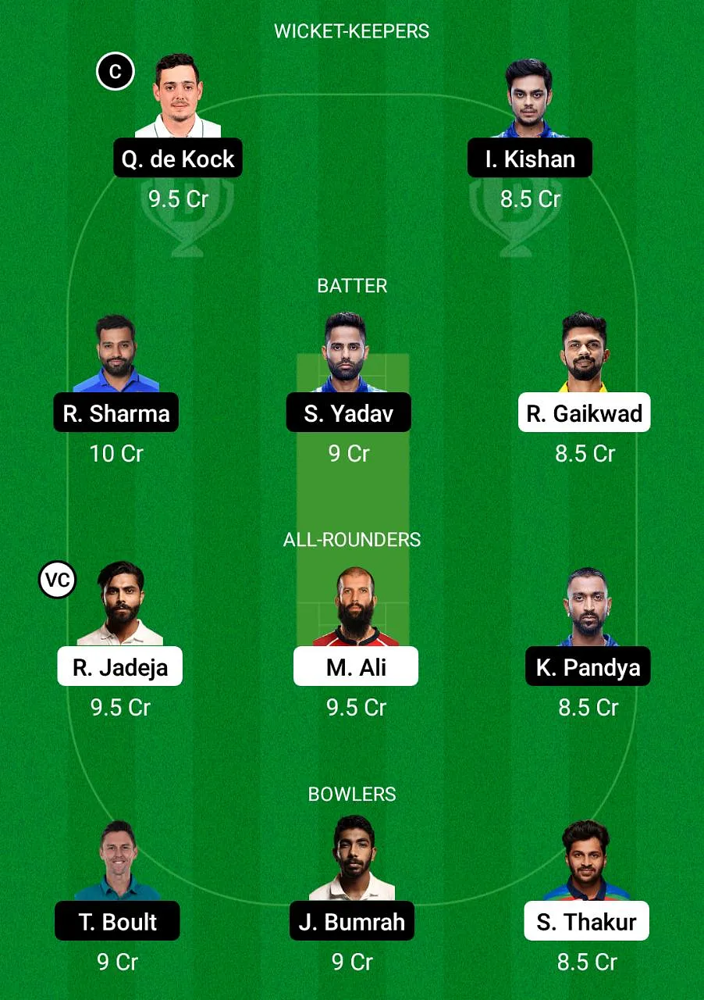 WICKET-KEEPERS
C
Q. de Kock
I. Kishan
9.5 Cr
8.5 Cr
BATTER
R. Sharma
S. Yadav
R. Gaikwad
10 Cr
9 Cr
8.5 Cr
ALL-ROUNDERS
VC
R. Jadeja
M. Ali
K. Pandya
9.5 Cr
9.5 Cr
8.5 Cr
BOWLERS
T. Boult
J. Bumrah
S. Thakur
9 Cr
9 Cr
8.5 Cr